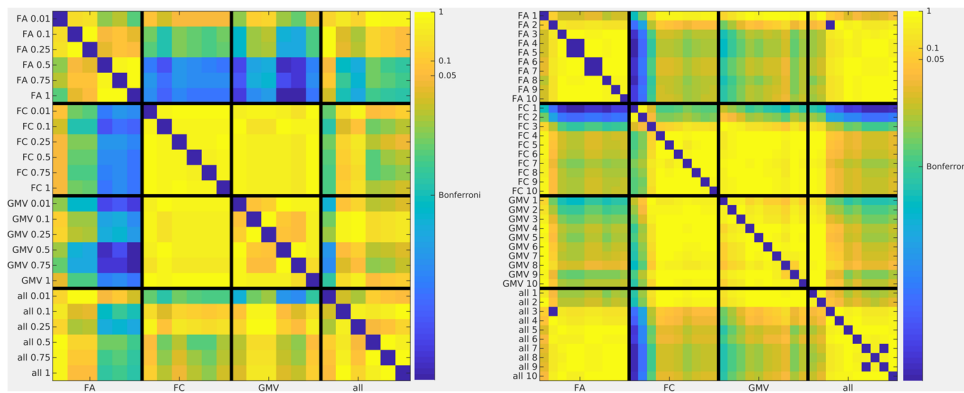 FA 0.01
FA 0.1
FA 0.25
FA 0.5
FA 0.75
FA 1
FC 0.01
FC 0.1
FC 0.25
FC 0.5
FC 0.75
FC 1
GMV 0.01
GMV 0.1
GMV 0.25
GMV 0.5
GMV 0.75
GMV 1
all 0.01
all 0.1
all 0.25
all 0.5
all 0.75
all 1
FA FC GMV all
1
0.1
0.05
Bonferroni
FA 1
FA 2
FA 3
FA 4
FA 5
FA 6
FA 7
FA 8
FA 9
FA 10
FC 1
FC 2
FC 3
FC 4
FC 5
FC 6
FC 7
FC 8
FC 9
FC 10
GMV 1
GMV 2
GMV 3
GMV 4
GMV 5
GMV 6
GMV 7
GMV 8
GMV 9
GMV 10
all 1
all 2
all 3
all 4
all 5
all 6
all 7
all 8
all 9
all 10
FA FC GMV all
1
0.1
0.05
Bonferroni